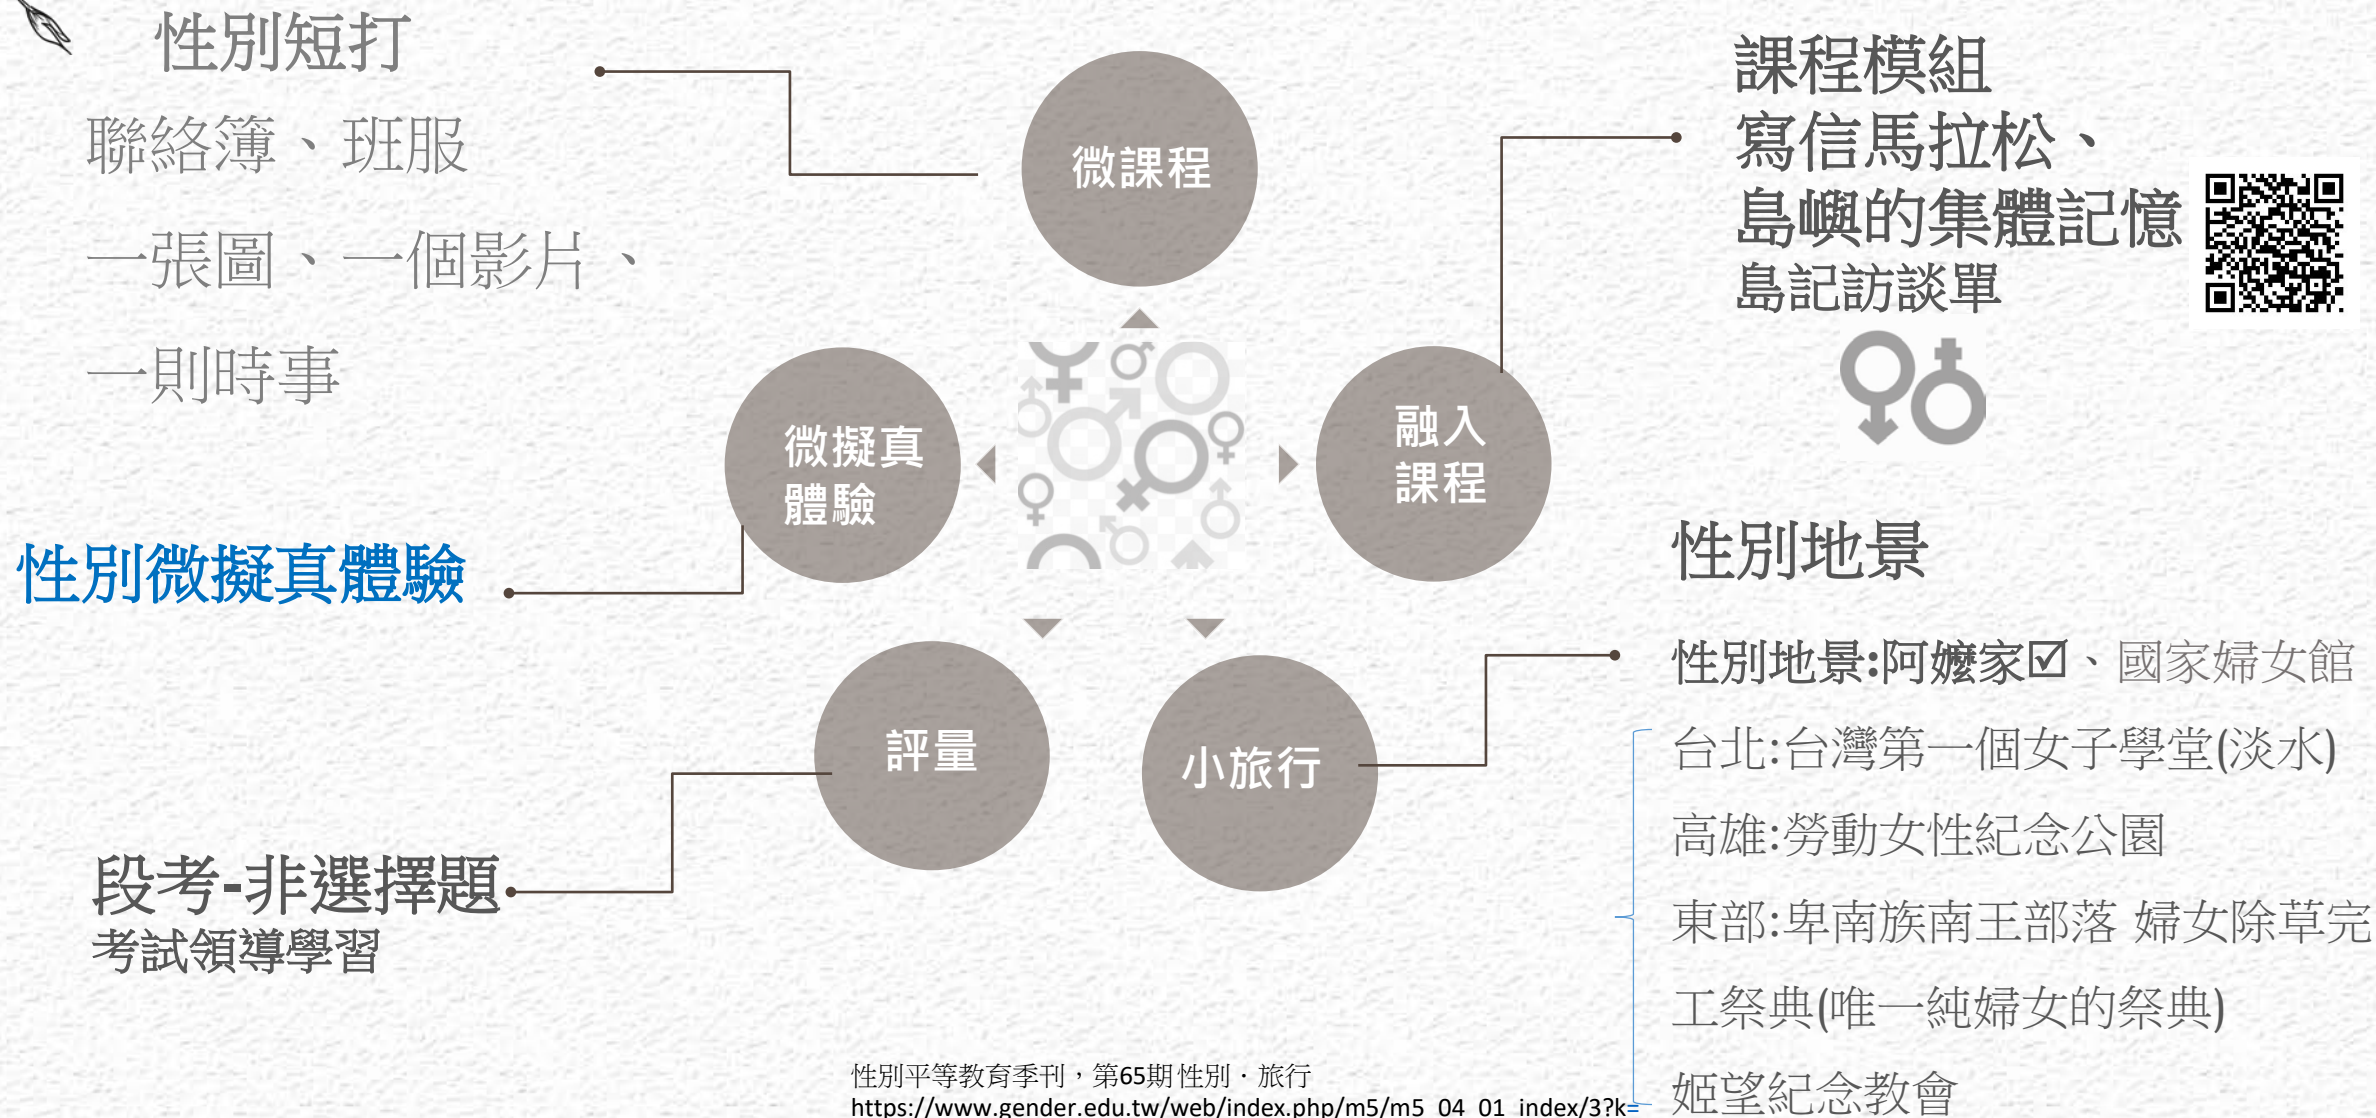 性別短打
聯絡簿、班服
一張圖、一個影片、
一則時事
微課程
課程模組
寫信馬拉松、
島嶼的集體記憶
島記訪談單
微擬真
體驗
融入
課程
性別微擬真體驗
性別地景
性別地景:阿嬤家☑、國家婦女館
台北:台灣第一個女子學堂(淡水)
高雄:勞動女性紀念公園
東部:卑南族南王部落 婦女除草完
工祭典(唯一純婦女的祭典)
姬望紀念教會
評量
小旅行
段考-非選擇題
考試領導學習
性別平等教育季刊，第65期 性別．旅行
https://www.gender.edu.tw/web/index.php/m5/m5_04_01_index/3?k=